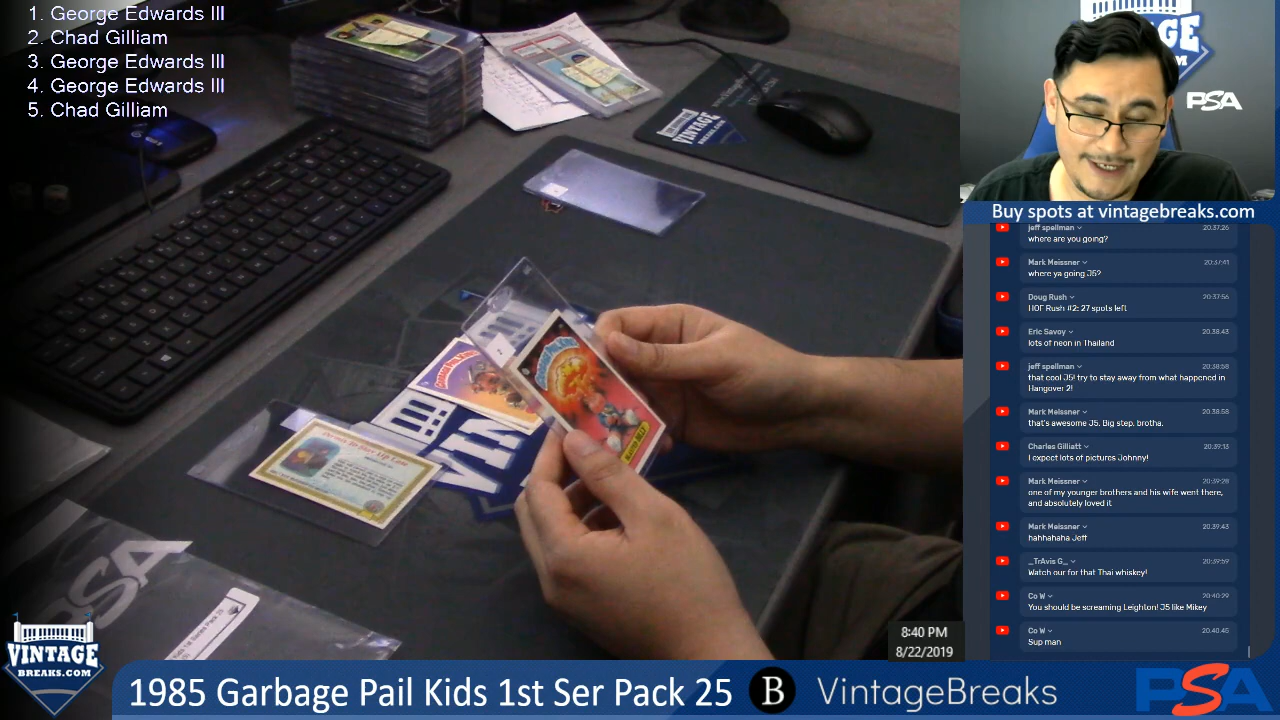 1. George Edwards III
2. Chad Gilliam
3. George Edwards III
4. George Edwards III
5. Chad Gilliam
VINTAGE
PSA
Buy spots at vintagebreaks.com
jeff spellman 20:37:26
where are you going?
Mark Meissner 20:37:41
where ya going J5?
Doug Rush 20:37:56
HOF Rush #2: 27 spots left
Eric Savoy 20:38:43
lots of neon in Thailand
jeff spellman 20:38:58
that cool J5! try to stay away from what happened in
Hangover 2!
Mark Meissner 20:38:58
that's awesome J5. Big step, brotha.
Charles Gilliatt 20:39:13
I expect lots of pictures Johnny!
Mark Meissner 20:39:28
one of my younger brothers and his wife went there,
and absolutely loved it
Mark Meissner 20:39:43
hahhahaha Jeff
_TrAvis G_ 20:39:59
Watch our for that Thai whiskey!
Co W 20:40:29
You should be screaming Leighton! J5 like Mikey
Co W 20:40:45
Sup man
VIN
PSA
Kids 1st Series Pack 25
8:40 PM
8/22/2019
VINTAGE
BREAKS.COM
1985 Garbage Pail Kids 1st Ser Pack 25
B
VintageBreaks
PSA